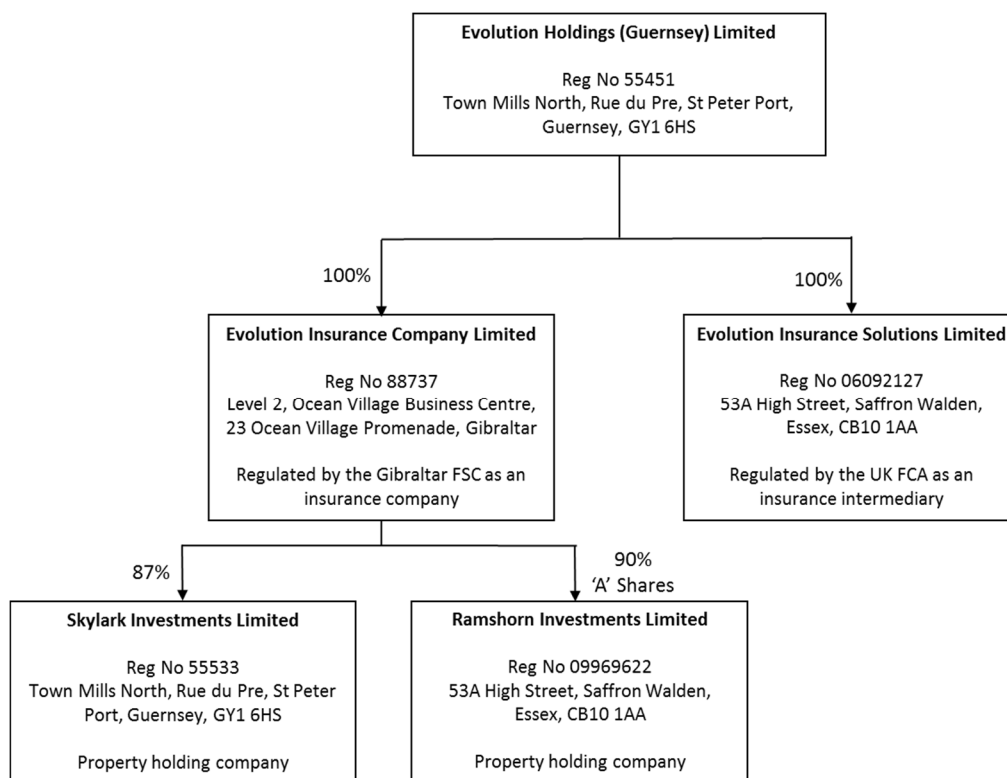 Evolution Holdings (Guernsey) Limited
Reg No 55451
Town Mills North, Rue du Pre, St Peter Port,
Guernsey, GY1 6HS
100%
100%
Evolution Insurance Company Limited
Reg No 88737
Level 2, Ocean Village Business Centre,
23 Ocean Village Promenade, Gibraltar
Regulated by the Gibraltar FSC as an
insurance company
Evolution Insurance Solutions Limited
Reg No 06092127
53A High Street, Saffron Walden,
Essex, CB10 1AA
Regulated by the UK FCA as an
insurance intermediary
87%
90%
‘A’ Shares
Skylark Investments Limited
Reg No 55533
Town Mills North, Rue du Pre, St Peter
Port, Guernsey, GY1 6HS
Property holding company
Ramshorn Investments Limited
Reg No 09969622
53A High Street, Saffron Walden,
Essex, CB10 1AA
Property holding company